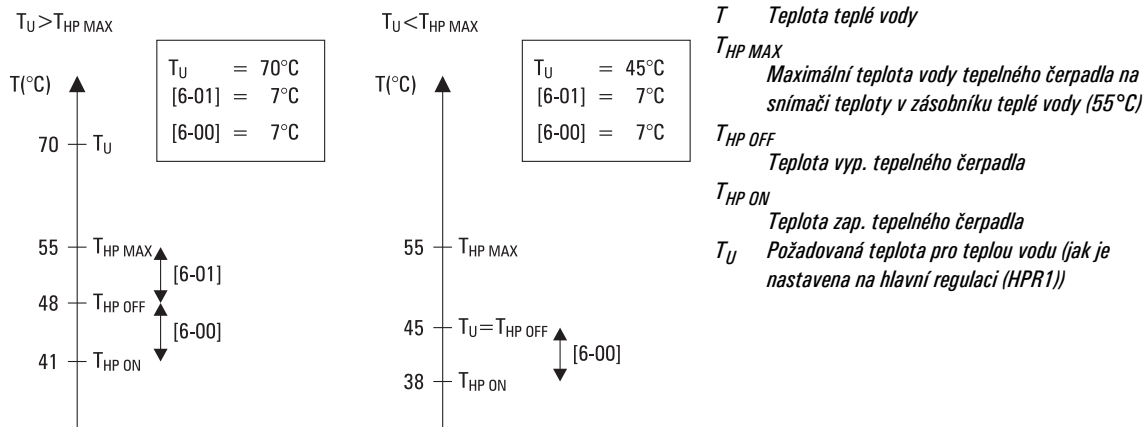 T_U>T_HP MAX
T_U = 70°C
[6-01] = 7°C
[6-00] = 7°C
T(°C)
70 T_U
55 T_HP MAX
[6-01]
48 T_HP OFF
[6-00]
41 T_HP ON
T_U<T_HP MAX
T_U = 45°C
[6-01] = 7°C
[6-00] = 7°C
T(°C)
55 T_HP MAX
45 T_U=T_HP OFF
[6-00]
38 T_HP ON
T Teplota teplé vody
T_HP MAX
Maximální teplota vody tepelného čerpadla na
snímači teploty v zásobníku teplé vody (55°C)
T_HP OFF
Teplota vyp. tepelného čerpadla
T_HP ON
Teplota zap. tepelného čerpadla
T_U Požadovaná teplota pro teplou vodu (jak je
nastavena na hlavní regulaci (HPR1))